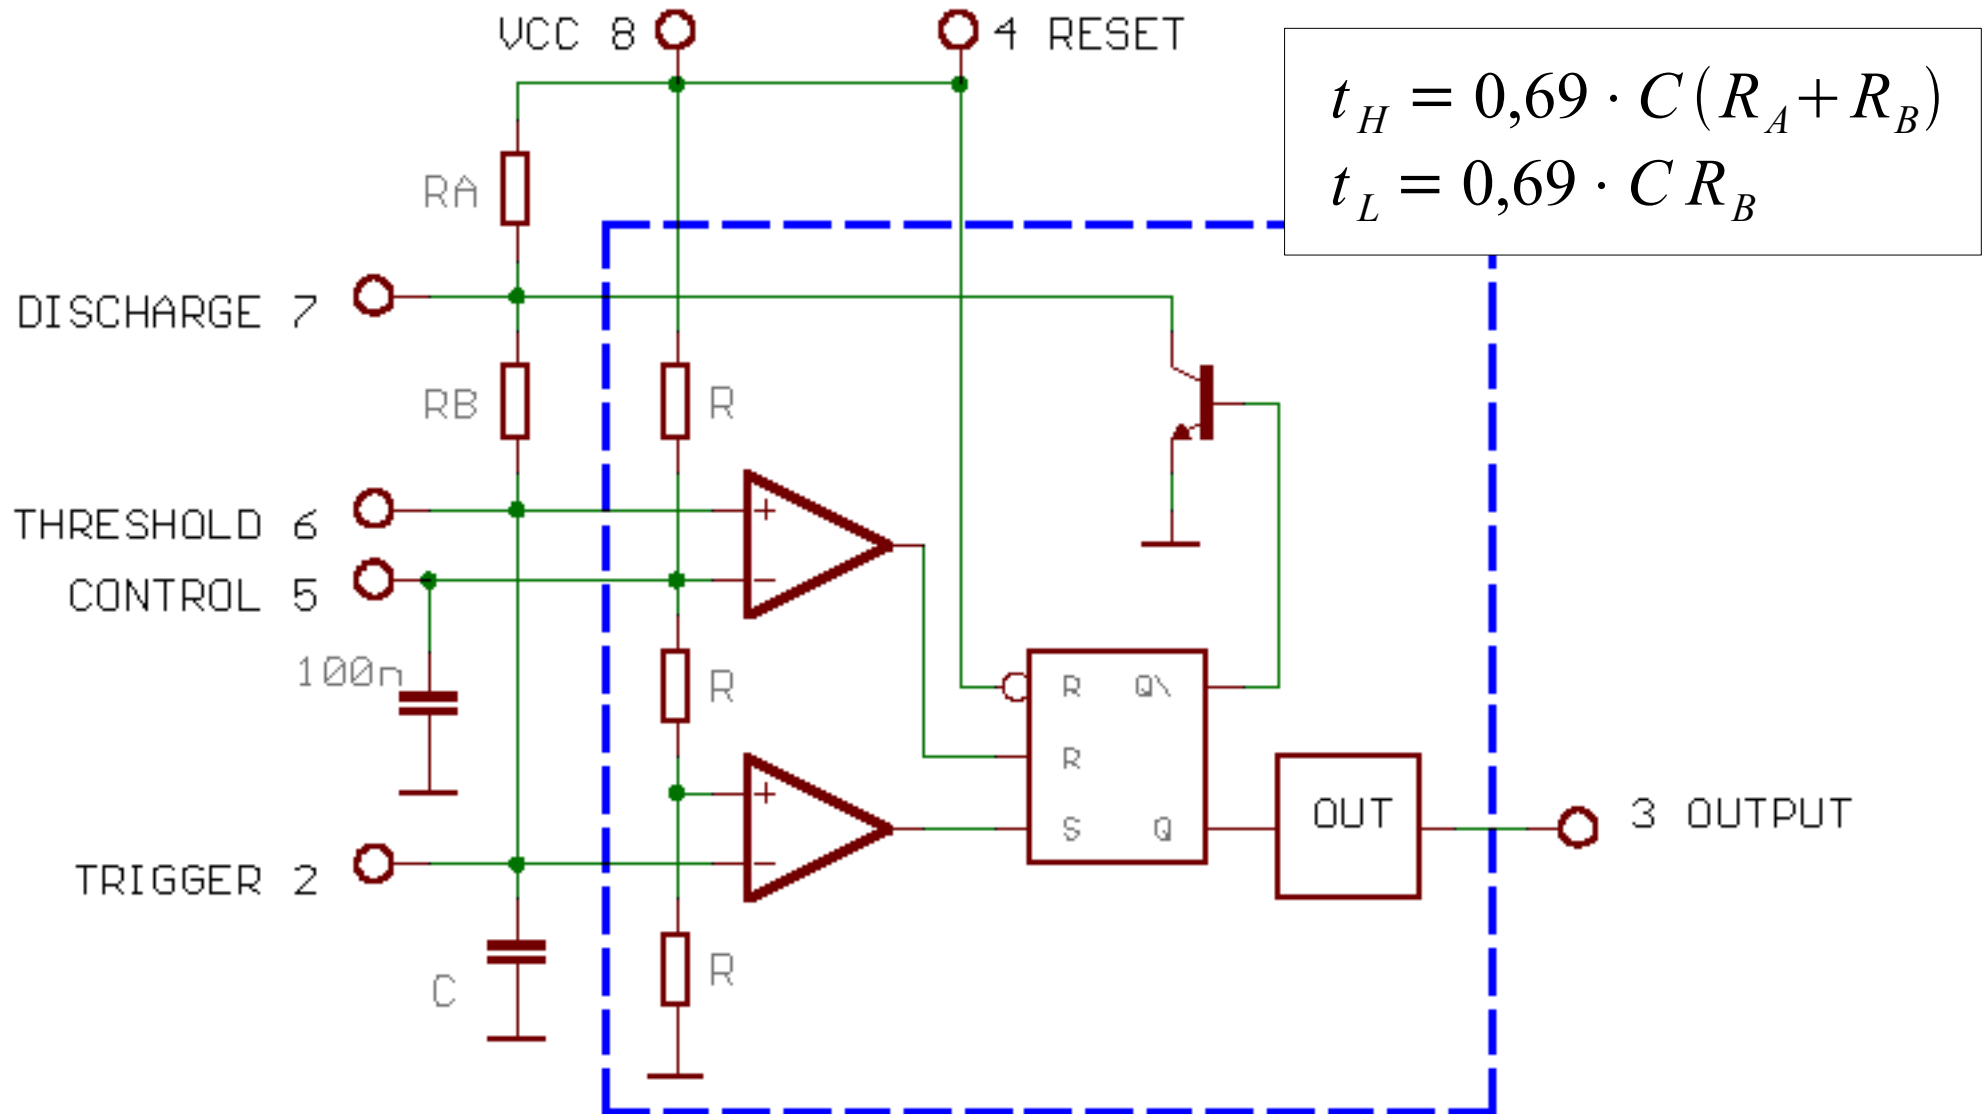 VCC 8
4 RESET
t_H = 0,69 · C(R_A+R_B)
t_L = 0,69 · C R_B
RA
DISCHARGE 7
RB
R
THRESHOLD 6
+
CONTROL 5
−
100n
R
R
Q\
R
+
S
Q
OUT
3 OUTPUT
TRIGGER 2
−
C
R